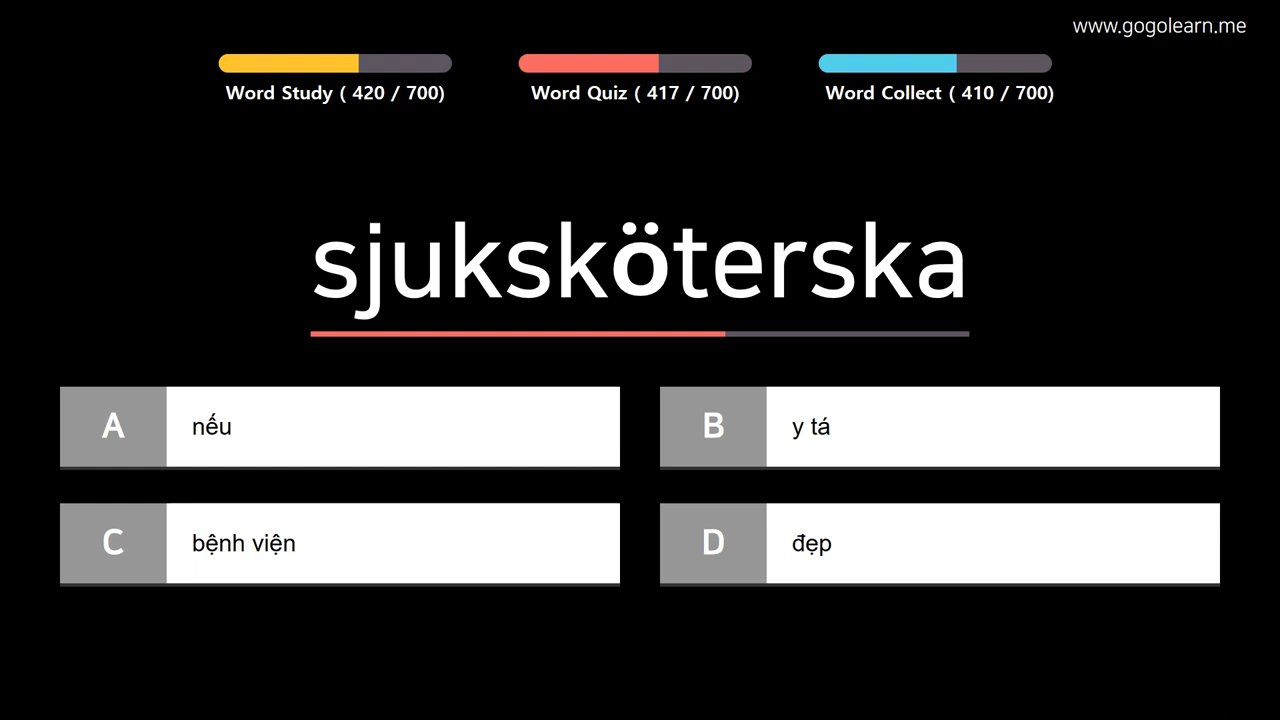 www.gogolearn.me
Word Study ( 420 / 700)
Word Quiz ( 417 / 700)
Word Collect ( 410 / 700)
sjuksköterska
A nếu
B y tá
C bệnh viện
D đẹp